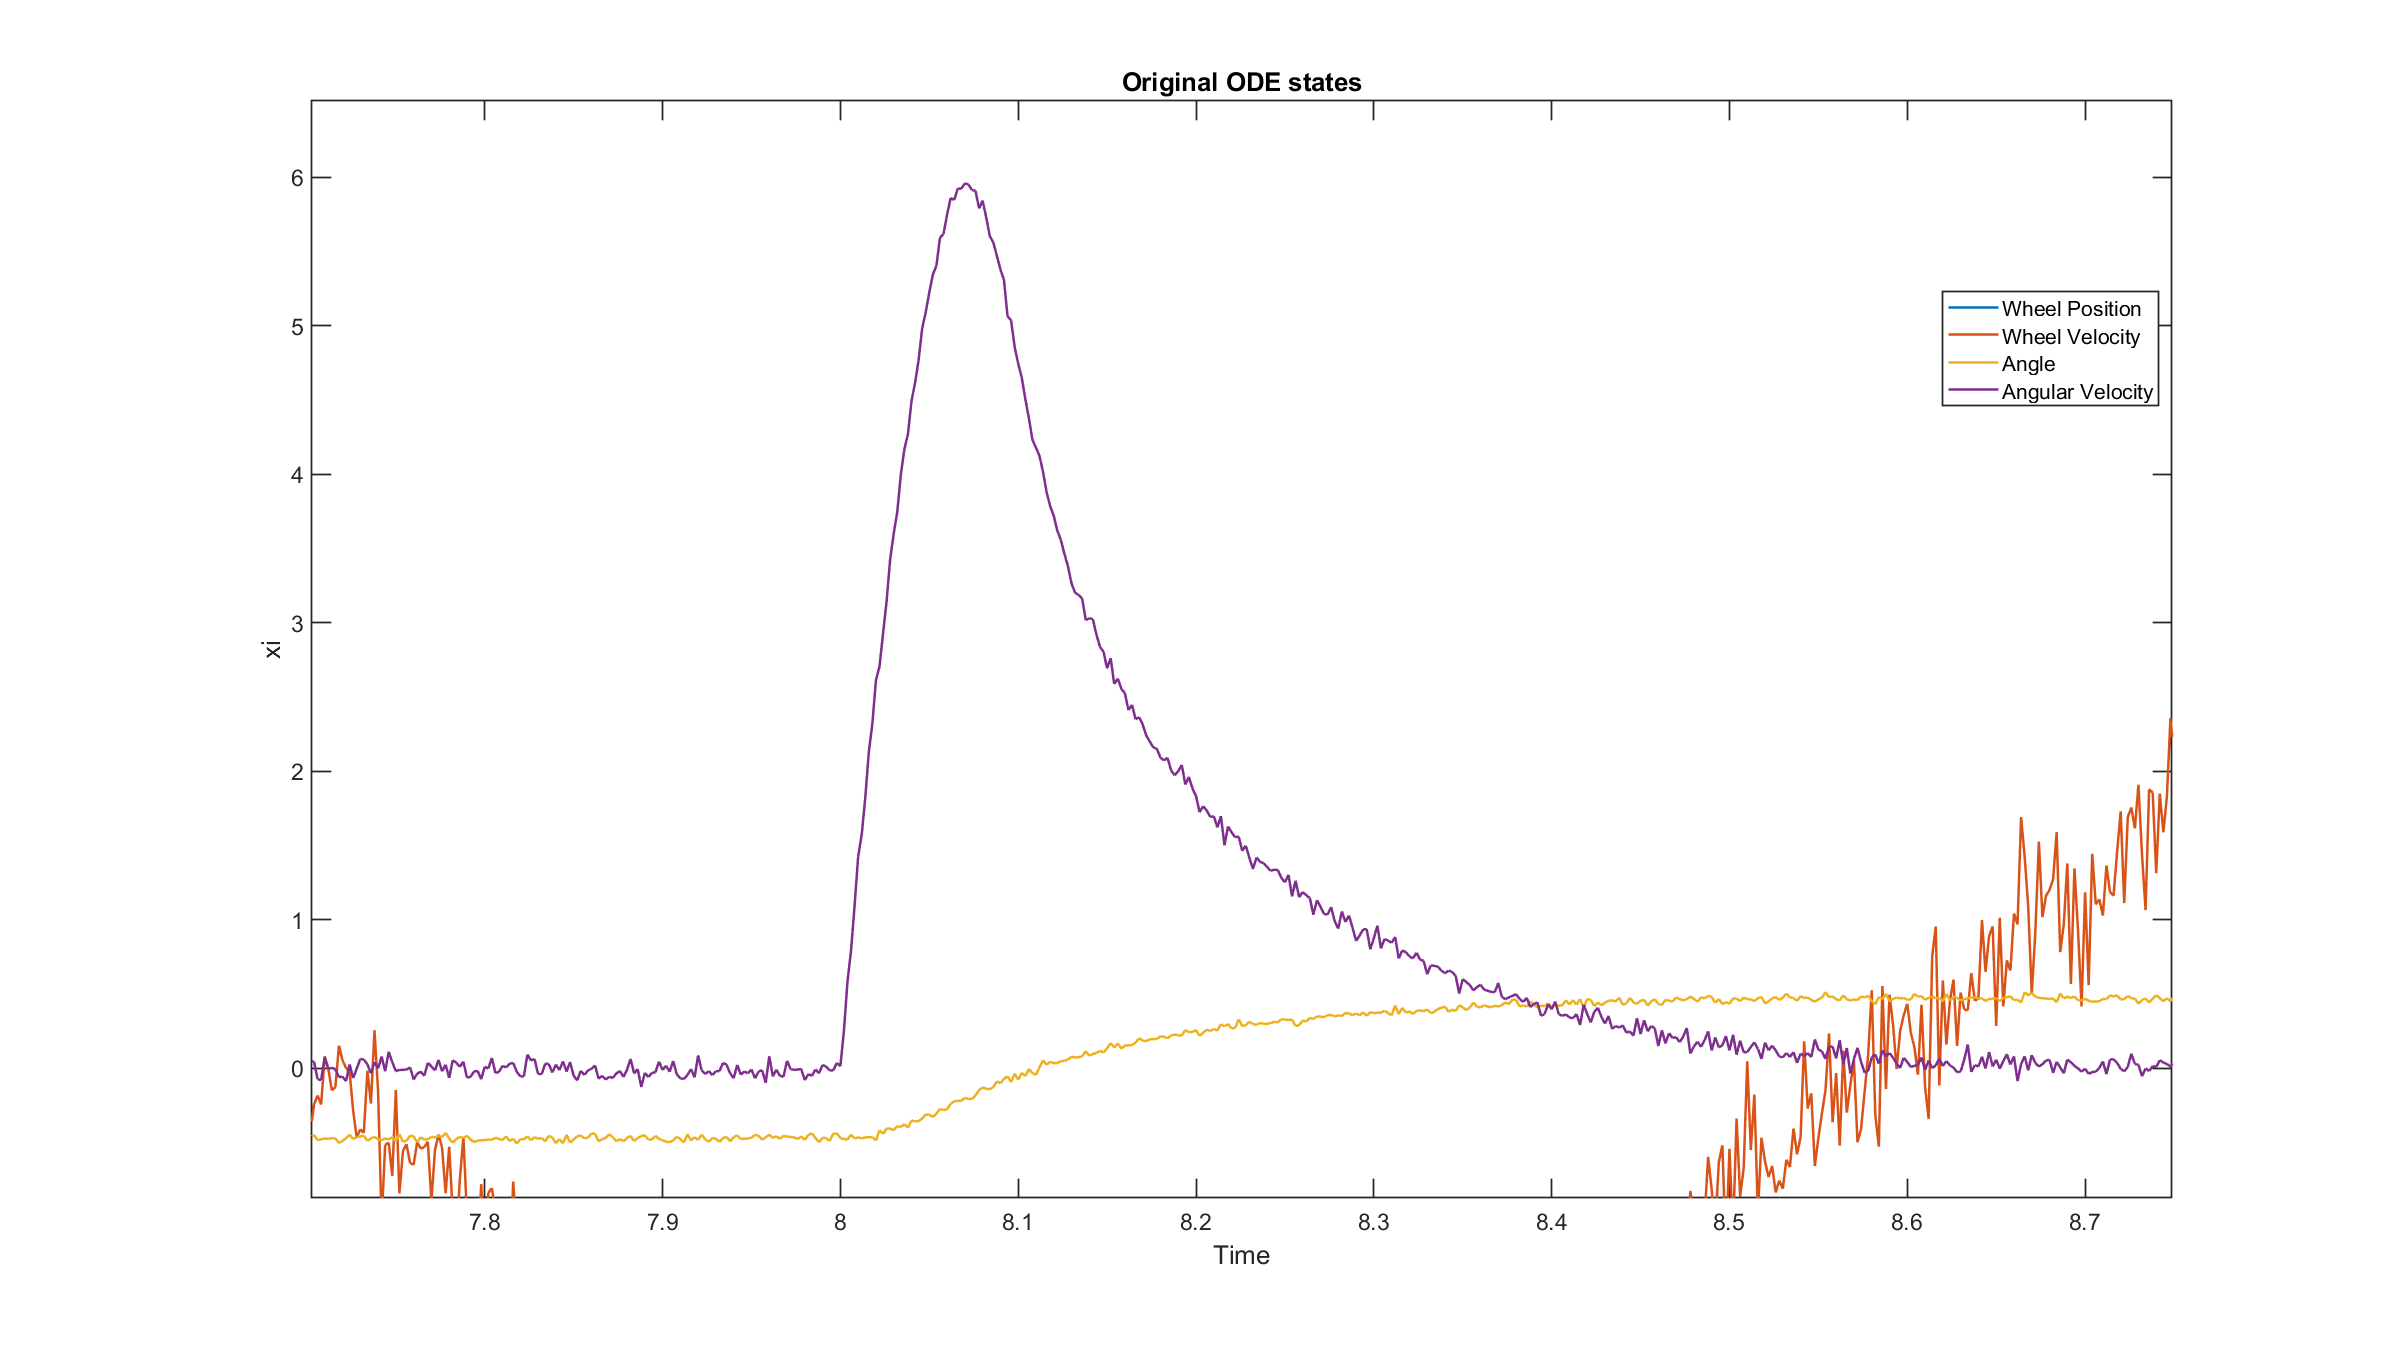 Original ODE states
6
5
4
3
2
1
0
xi
Wheel Position
Wheel Velocity
Angle
Angular Velocity
7.8 7.9 8 8.1 8.2 8.3 8.4 8.5 8.6 8.7
Time